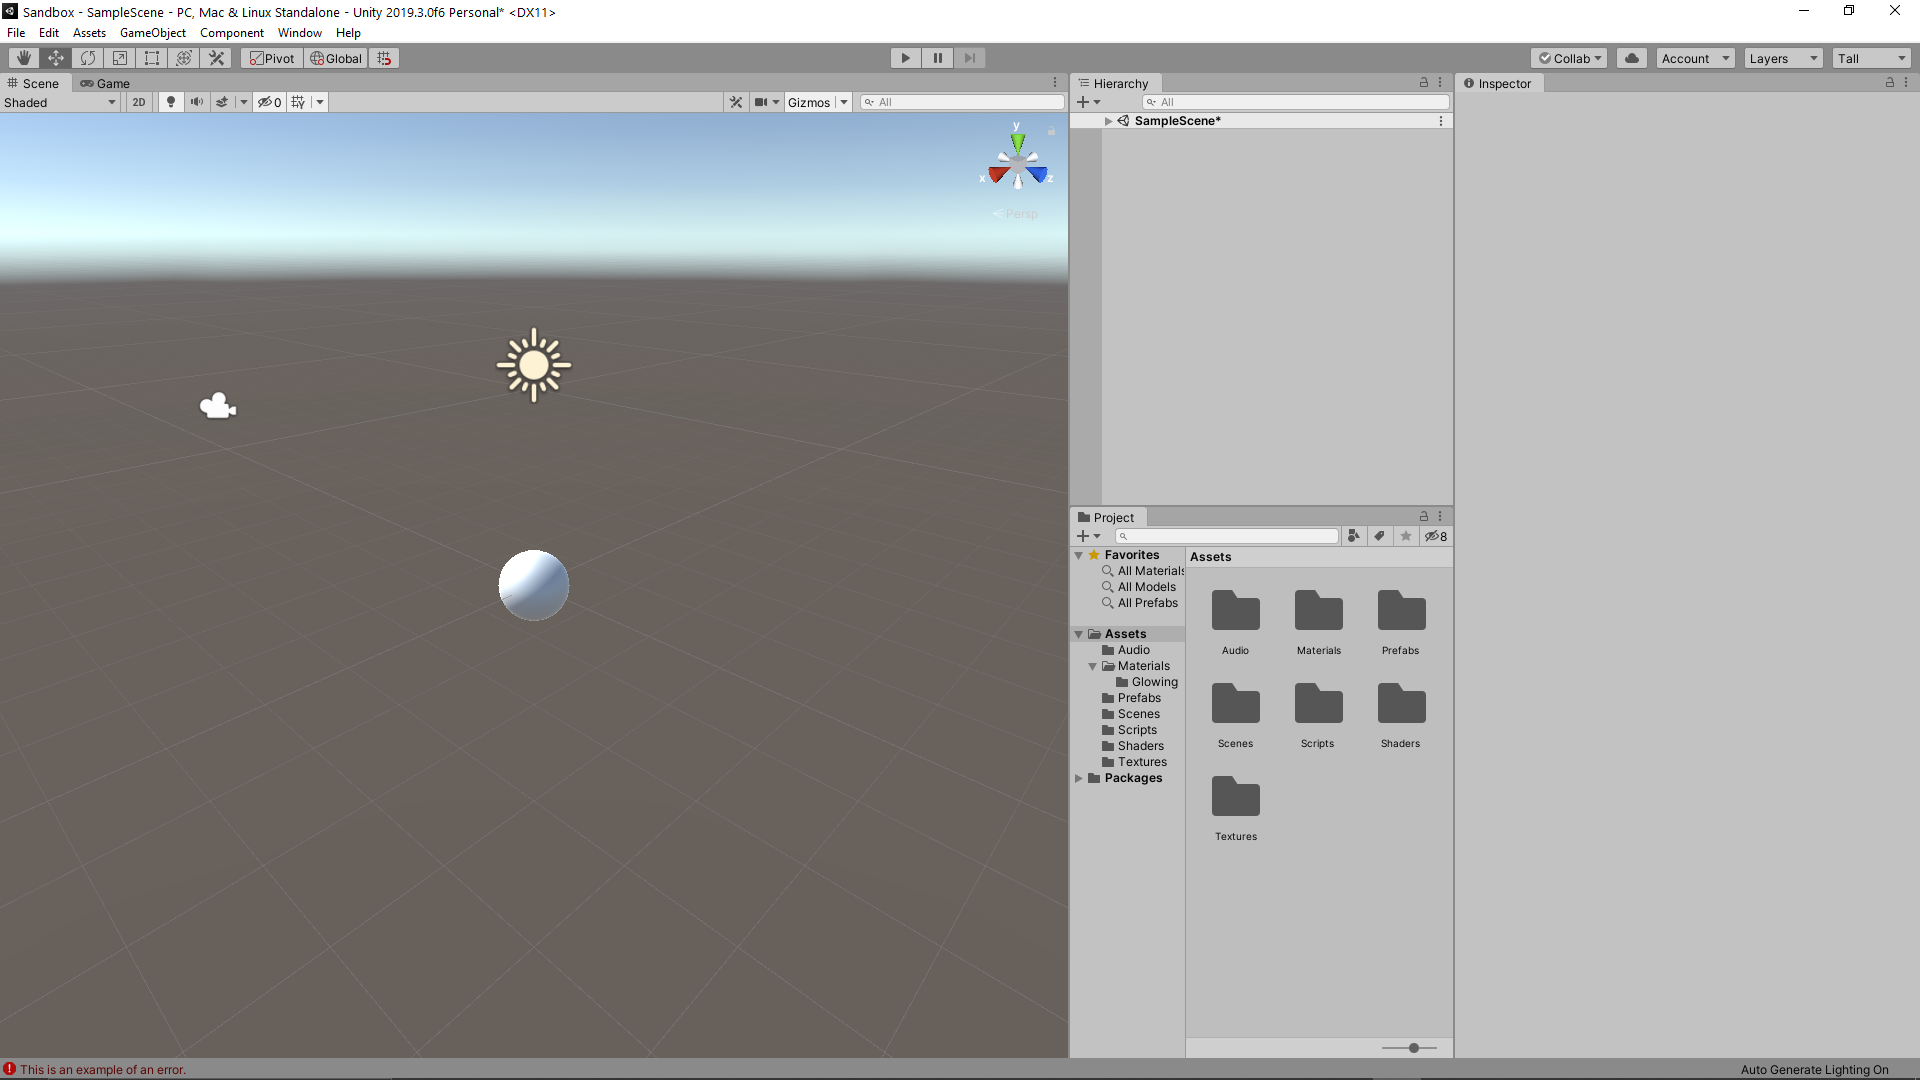 Sandbox - SampleScene - PC, Mac & Linux Standalone - Unity 2019.3.0f6 Personal* <DX11>
File Edit Assets GameObject Component Window Help
Pivot Global Collab Account Layers Tall
Scene Game
Shaded 2D 0 Gizmos All
y
x z
Persp
Hierarchy
All
SampleScene*
Inspector
Project
8
Favorites
All Materials
All Models
All Prefabs
Assets
Audio
Materials
Glowing
Prefabs
Scenes
Scripts
Shaders
Textures
Packages
Assets
Audio Materials Prefabs
Scenes Scripts Shaders
Textures
This is an example of an error.
Auto Generate Lighting On